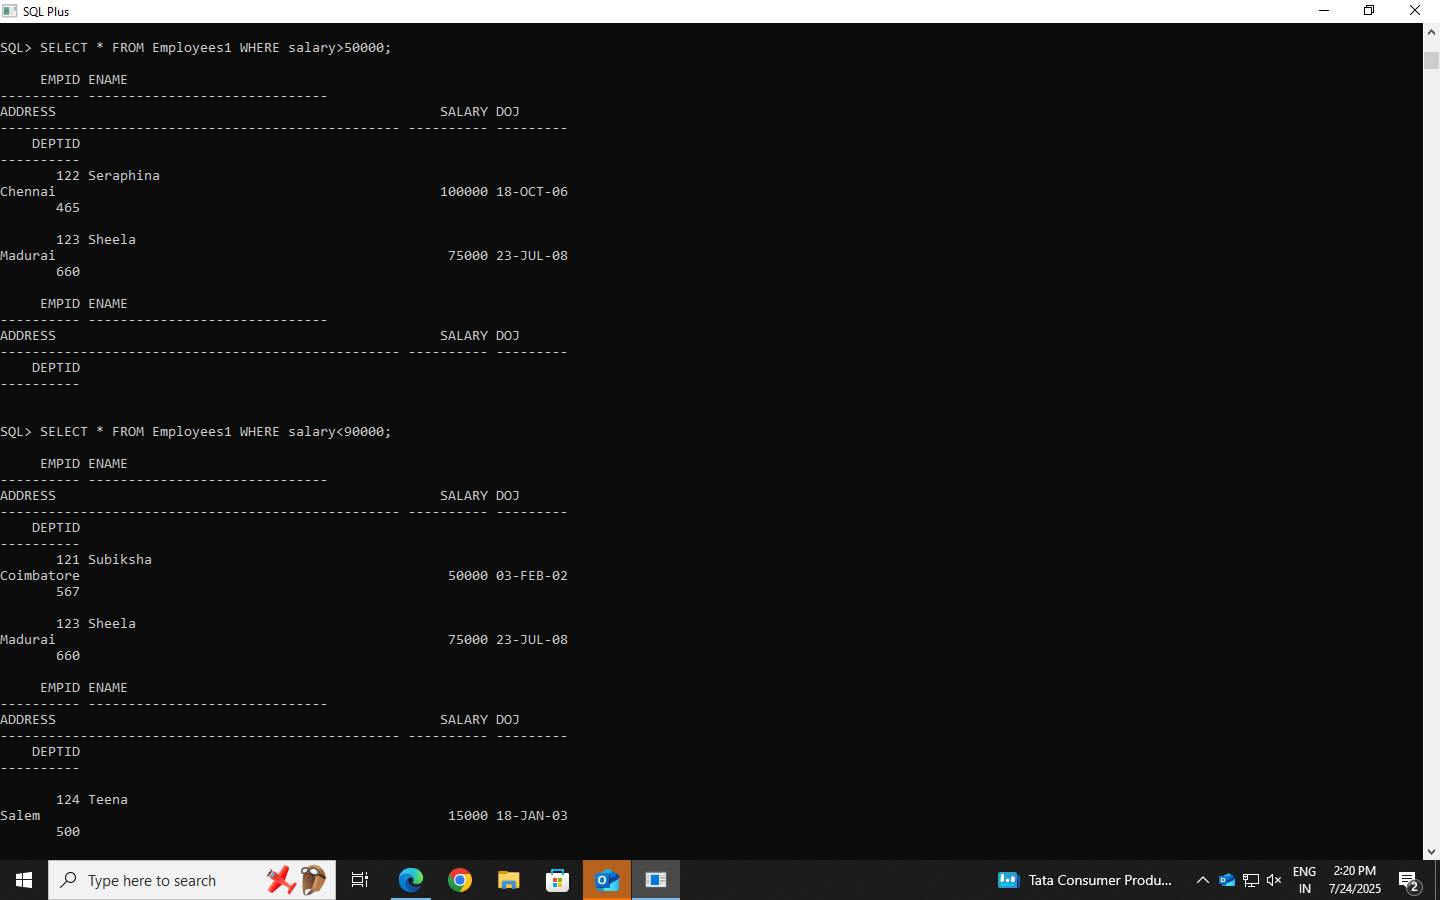 SQL Plus
SQL> SELECT * FROM Employees1 WHERE salary>50000;
EMPID ENAME
---------- ------------------------------
ADDRESS SALARY DOJ
-------------------------------------------------- ---------- ---------
DEPTID
----------
122 Seraphina
Chennai 100000 18-OCT-06
465
123 Sheela
Madurai 75000 23-JUL-08
660
EMPID ENAME
---------- ------------------------------
ADDRESS SALARY DOJ
-------------------------------------------------- ---------- ---------
DEPTID
----------
SQL> SELECT * FROM Employees1 WHERE salary<90000;
EMPID ENAME
---------- ------------------------------
ADDRESS SALARY DOJ
-------------------------------------------------- ---------- ---------
DEPTID
----------
121 Subiksha
Coimbatore 50000 03-FEB-02
567
123 Sheela
Madurai 75000 23-JUL-08
660
EMPID ENAME
---------- ------------------------------
ADDRESS SALARY DOJ
-------------------------------------------------- ---------- ---------
DEPTID
----------
124 Teena
Salem 15000 18-JAN-03
500
Type here to search
Tata Consumer Produ...
ENG
IN
2:20 PM
7/24/2025
2